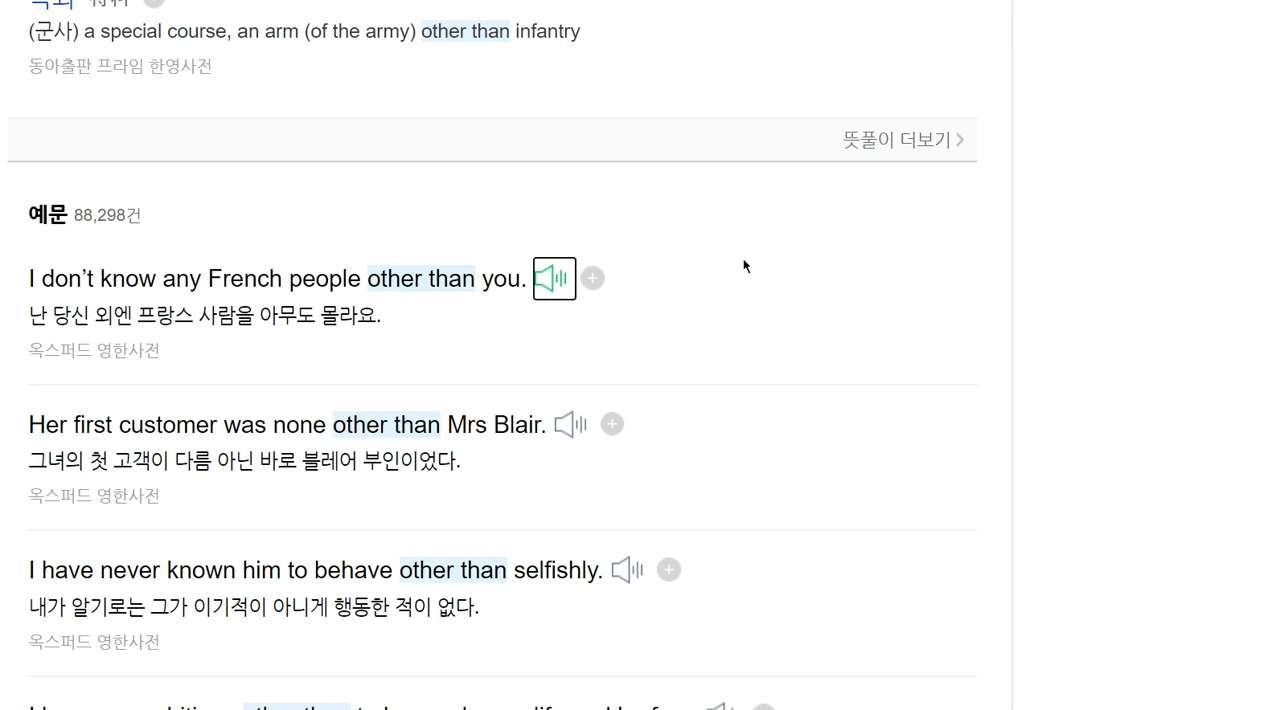 (군사) a special course, an arm (of the army) other than infantry
동아출판 프라임 한영사전
뜻풀이 더보기
예문 88,298건
I don’t know any French people other than you.
난 당신 외엔 프랑스 사람을 아무도 몰라요.
옥스퍼드 영한사전
Her first customer was none other than Mrs Blair.
그녀의 첫 고객이 다름 아닌 바로 블레어 부인이었다.
옥스퍼드 영한사전
I have never known him to behave other than selfishly.
내가 알기로는 그가 이기적이 아니게 행동한 적이 없다.
옥스퍼드 영한사전